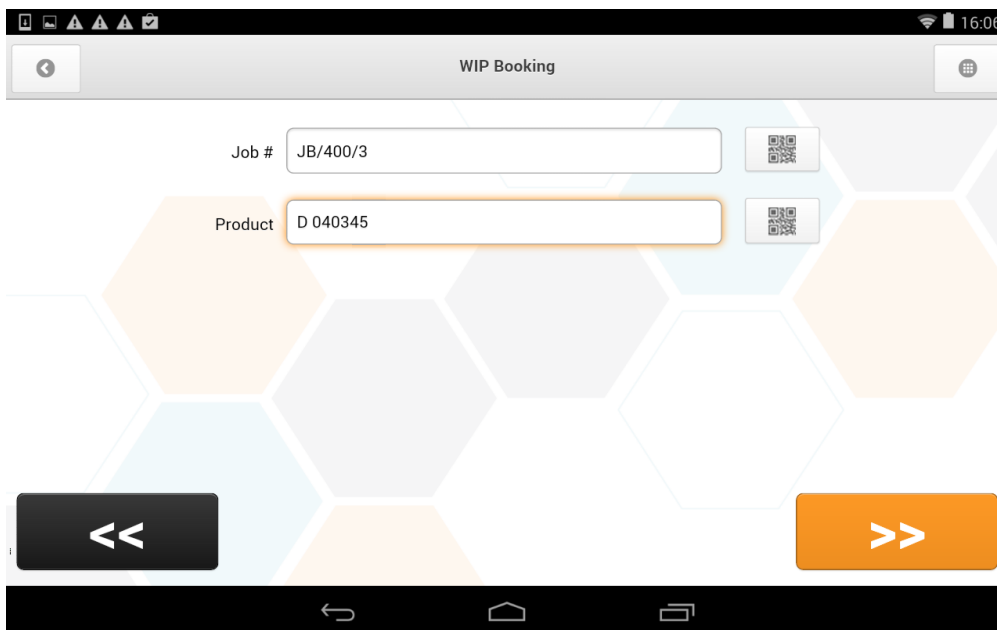 16:06
WIP Booking
Job # JB/400/3
Product D 040345
<< >>
i